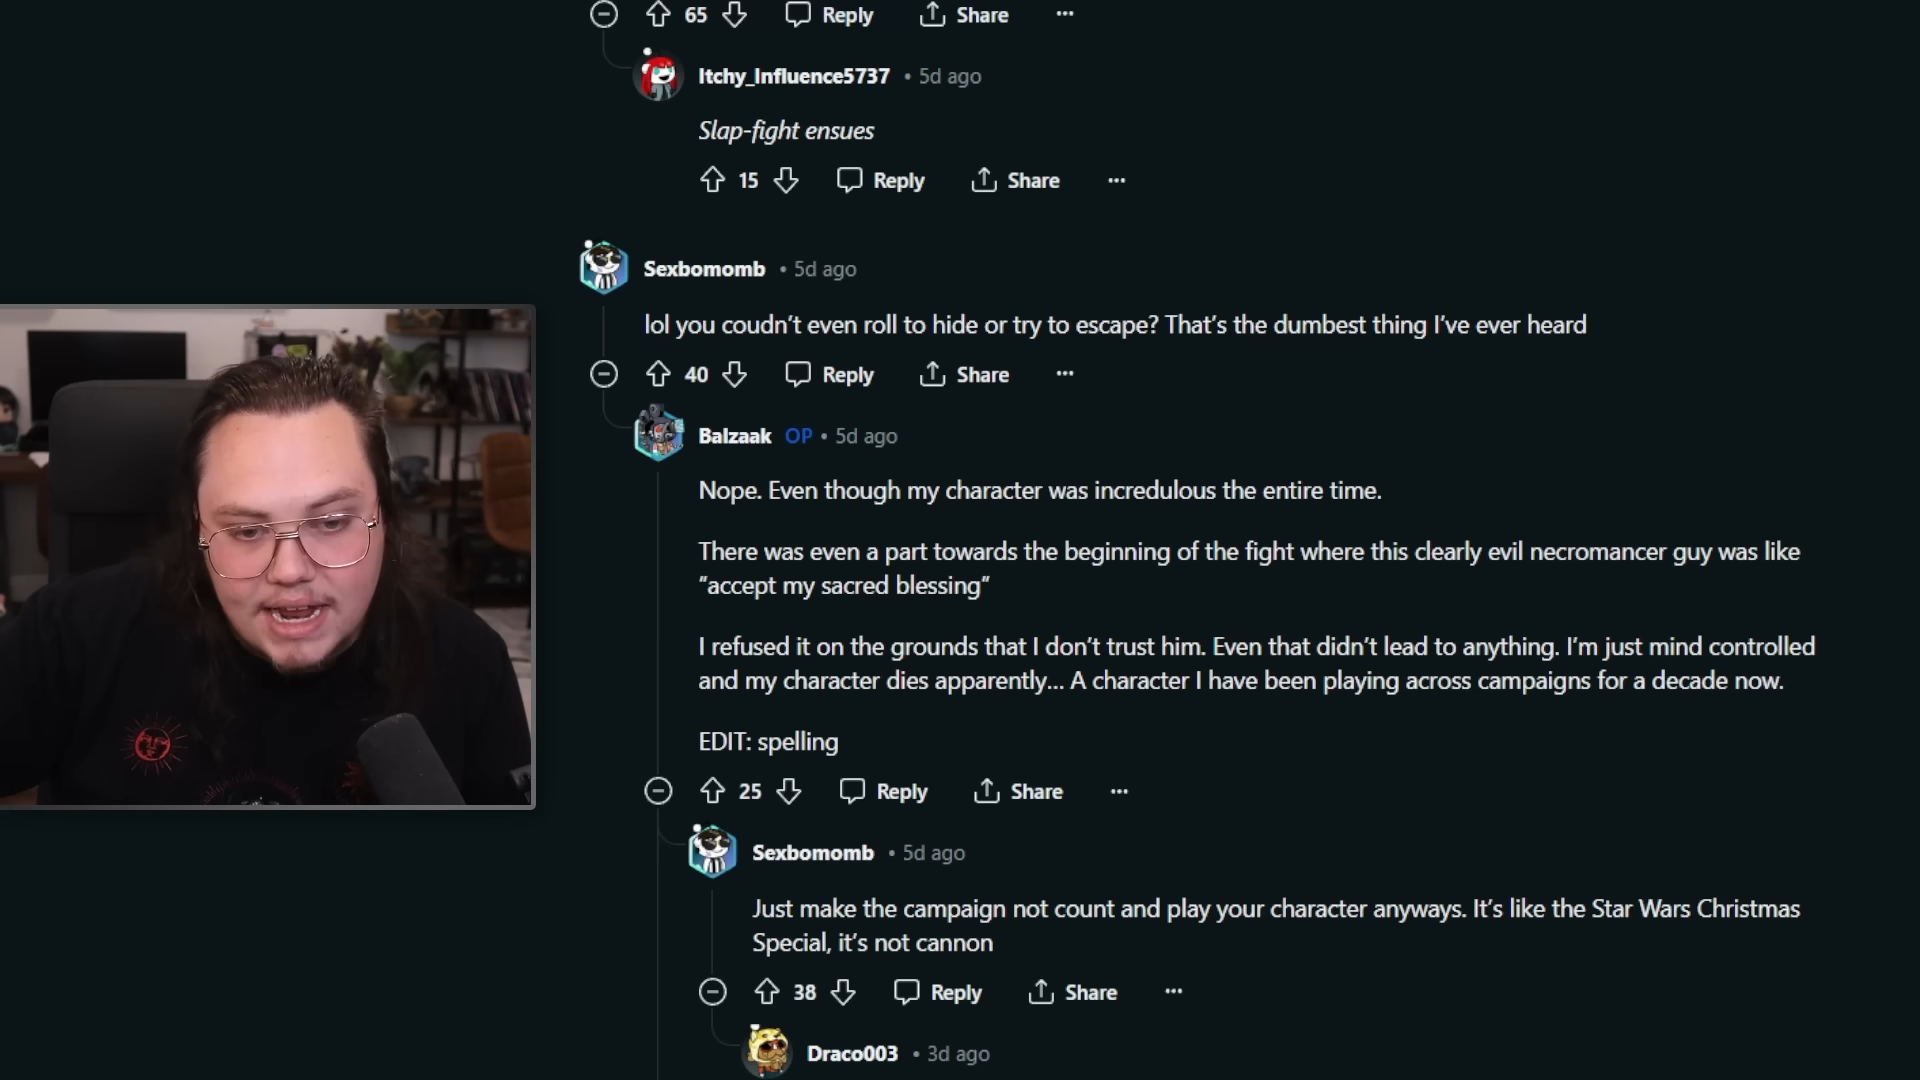 65 Reply Share
Itchy_Influence5737 • 5d ago
Slap-fight ensues
15 Reply Share
Sexbomomb • 5d ago
lol you coudn't even roll to hide or try to escape? That's the dumbest thing I've ever heard
40 Reply Share
Balzaak OP • 5d ago
Nope. Even though my character was incredulous the entire time.
There was even a part towards the beginning of the fight where this clearly evil necromancer guy was like
"accept my sacred blessing"
I refused it on the grounds that I don't trust him. Even that didn't lead to anything. I'm just mind controlled
and my character dies apparently... A character I have been playing across campaigns for a decade now.
EDIT: spelling
25 Reply Share
Sexbomomb • 5d ago
Just make the campaign not count and play your character anyways. It's like the Star Wars Christmas
Special, it's not cannon
38 Reply Share
Draco003 • 3d ago